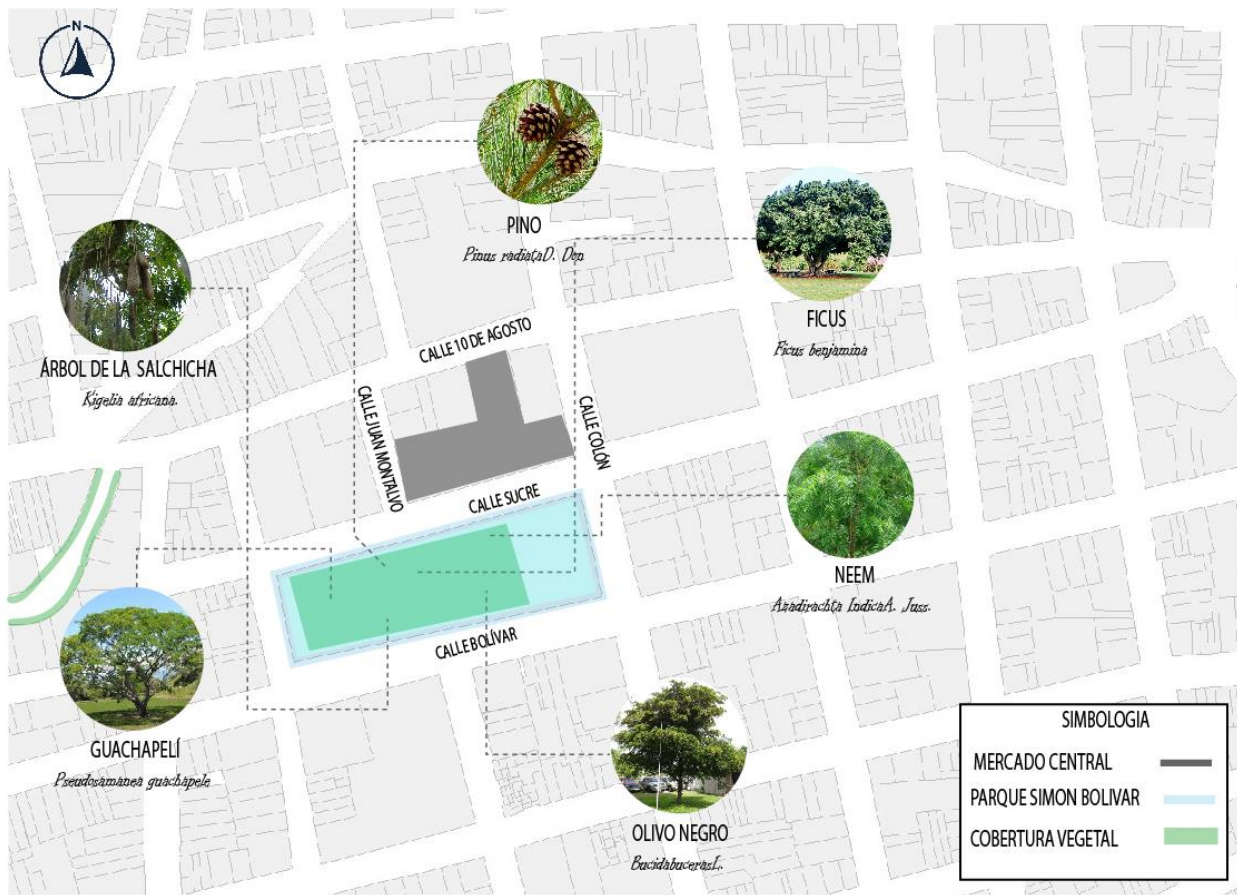 N
PINO
Pinus radiataD. Don
FICUS
Ficus benjamina
ÁRBOL DE LA SALCHICHA
Kigelia africana.
CALLE 10 DE AGOSTO
CALLE JUAN MONTALVO
CALLE COLÓN
CALLE SUCRE
NEEM
Azadirachta IndicaA. Juss.
CALLE BOLÍVAR
GUACHAPELÍ
Pseudosamanea guachapele
OLIVO NEGRO
BucidabucerasL.
SIMBOLOGIA
MERCADO CENTRAL
PARQUE SIMON BOLIVAR
COBERTURA VEGETAL